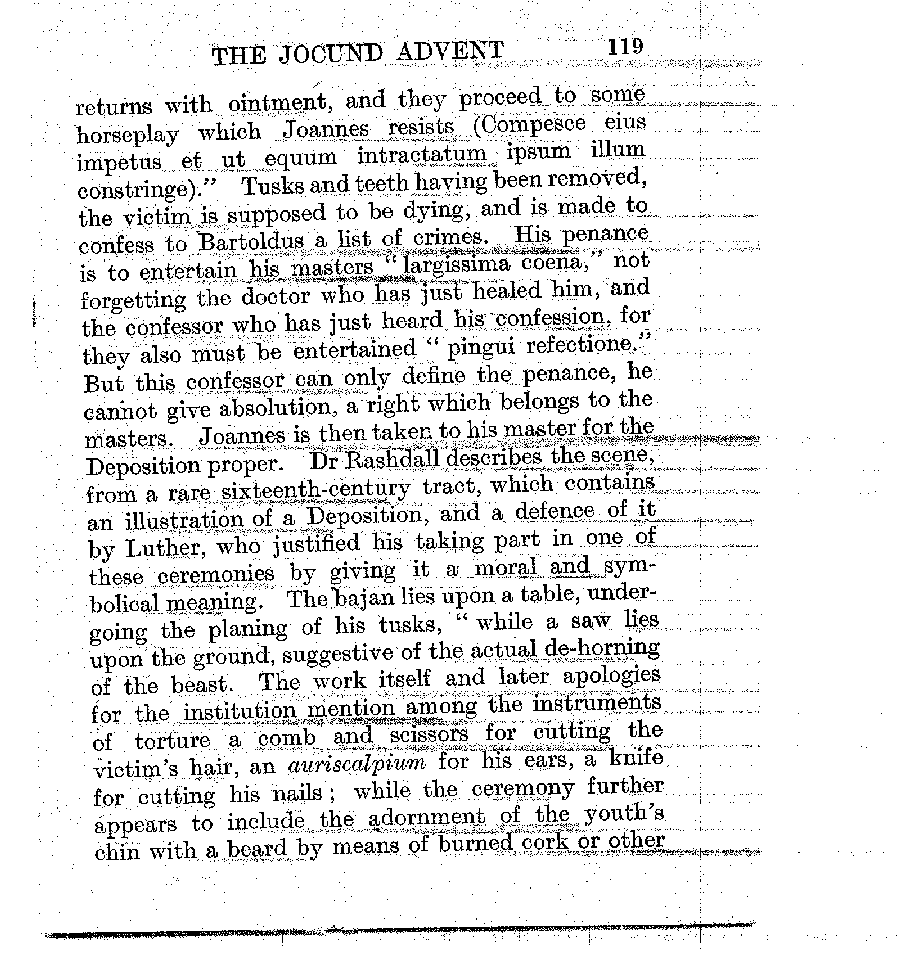 THE JOCUND ADVENT 119
returns with ointment, and they proceed to some
horseplay which Joannes resists (Compesce eius
impetus et ut equum intractatum ipsum illum
constringe)." Tusks and teeth having been removed,
the victim is supposed to be dying, and is made to
confess to Bartoldus a list of crimes. His penance
is to entertain his masters "largissima coena," not
forgetting the doctor who has just healed him, and
the confessor who has just heard his confession, for
they also must be entertained "pingui refectione."
But this confessor can only define the penance, he
cannot give absolution, a right which belongs to the
masters. Joannes is then taken to his master for the
Deposition proper. Dr Rashdall describes the scene,
from a rare sixteenth-century tract, which contains
an illustration of a Deposition, and a defence of it
by Luther, who justified his taking part in one of
these ceremonies by giving it a moral and sym-
bolical meaning. The bajan lies upon a table, under-
going the planing of his tusks, "while a saw lies
upon the ground, suggestive of the actual de-horning
of the beast. The work itself and later apologies
for the institution mention among the instruments
of torture a comb and scissors for cutting the
victim's hair, an auriscalpium for his ears, a knife
for cutting his nails; while the ceremony further
appears to include the adornment of the youth's
chin with a beard by means of burned cork or other